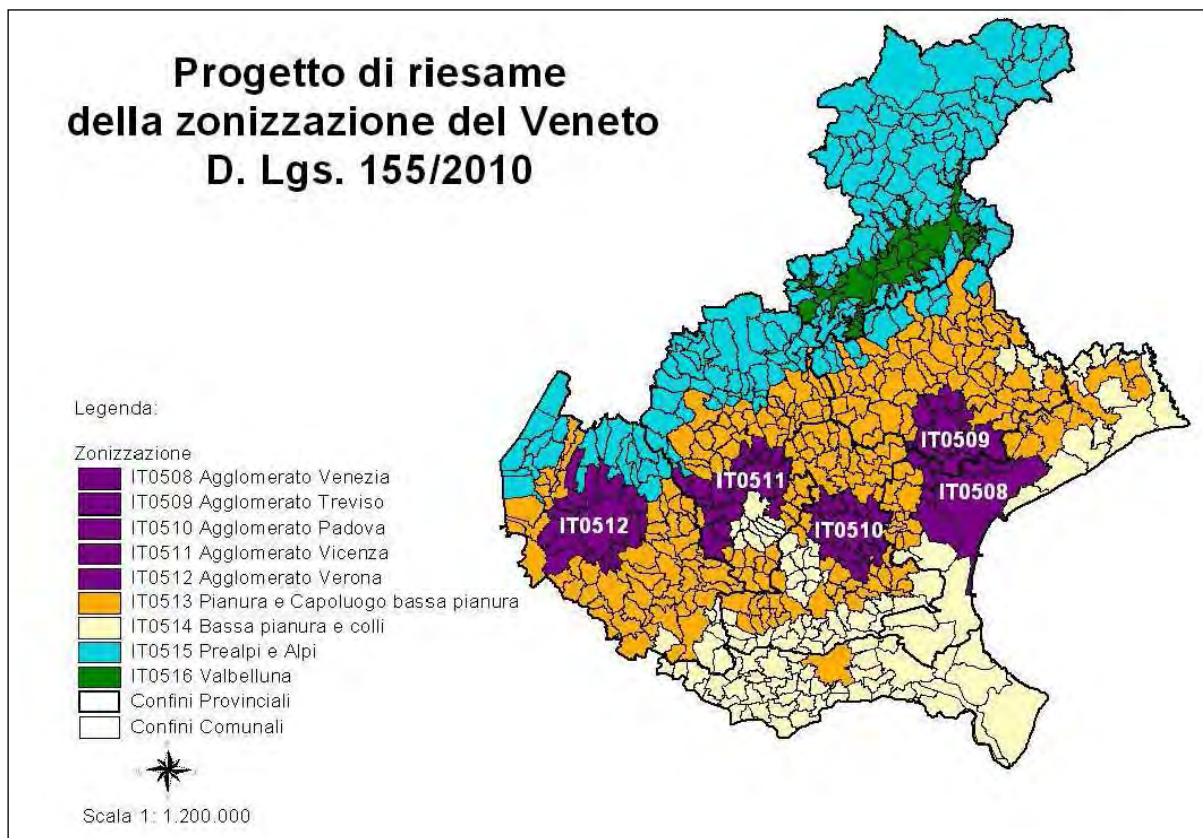 Progetto di riesame
della zonizzazione del Veneto
D. Lgs. 155/2010
Legenda:
Zonizzazione
IT0508 Agglomerato Venezia
IT0509 Agglomerato Treviso
IT0510 Agglomerato Padova
IT0511 Agglomerato Vicenza
IT0512 Agglomerato Verona
IT0513 Pianura e Capoluogo bassa pianura
IT0514 Bassa pianura e colli
IT0515 Prealpi e Alpi
IT0516 Valbelluna
Confini Provinciali
Confini Comunali
Scala 1: 1.200.000
IT0509
IT0511
IT0508
IT0512
IT0510